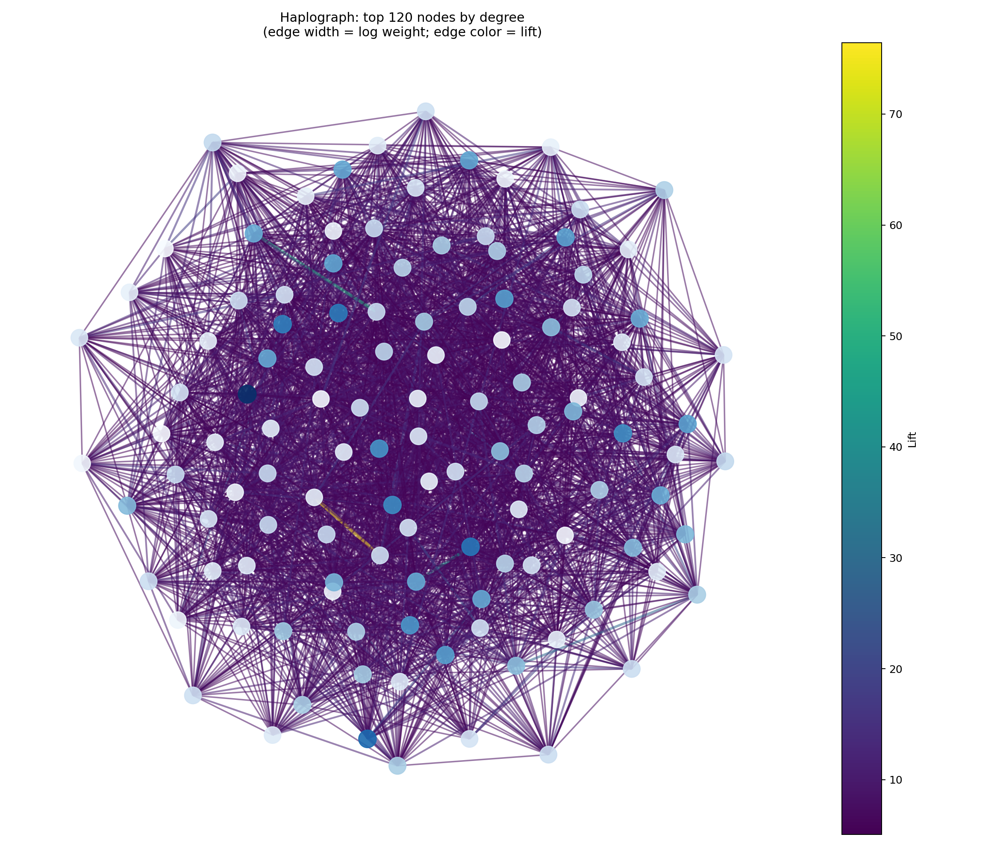 Haplograph: top 120 nodes by degree
(edge width = log weight; edge color = lift)
70
60
50
40
30
20
10
Lift